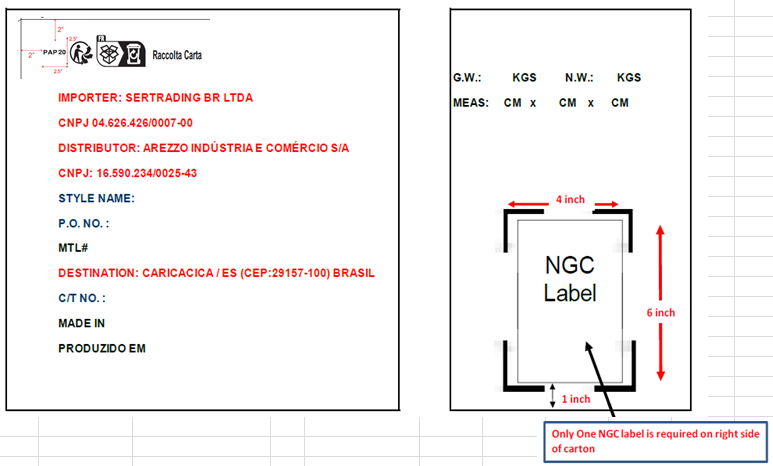 2"
2.5"
2"
PAP20
FR
Raccolta Carta
2.5"
IMPORTER: SERTRADING BR LTDA
CNPJ 04.626.426/0007-00
DISTRIBUTOR: AREZZO INDÚSTRIA E COMÉRCIO S/A
CNPJ: 16.590.234/0025-43
STYLE NAME:
P.O. NO. :
MTL#
DESTINATION: CARICACICA / ES (CEP:29157-100) BRASIL
C/T NO. :
MADE IN
PRODUZIDO EM
G.W.: KGS N.W.: KGS
MEAS: CM x CM x CM
4 inch
NGC
Label
6 inch
1 inch
Only One NGC label is required on right side
of carton